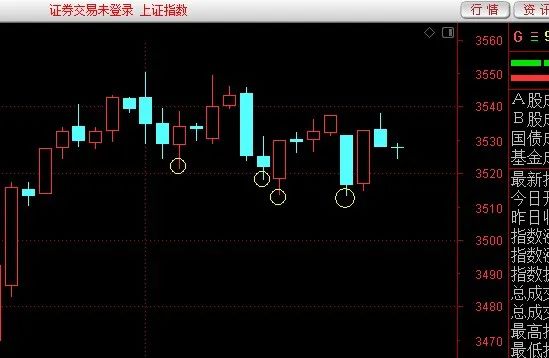 证券交易未登录 上证指数
行 情
资 讯
3560
3550
3540
3530
3520
3510
3500
3490
3480
3470
G 三 9
A股成
B股成
国债成
基金成
最新指
今日开
昨日收
指数涨
指数涨
指数振
总成交
总成交
最高指
最低指